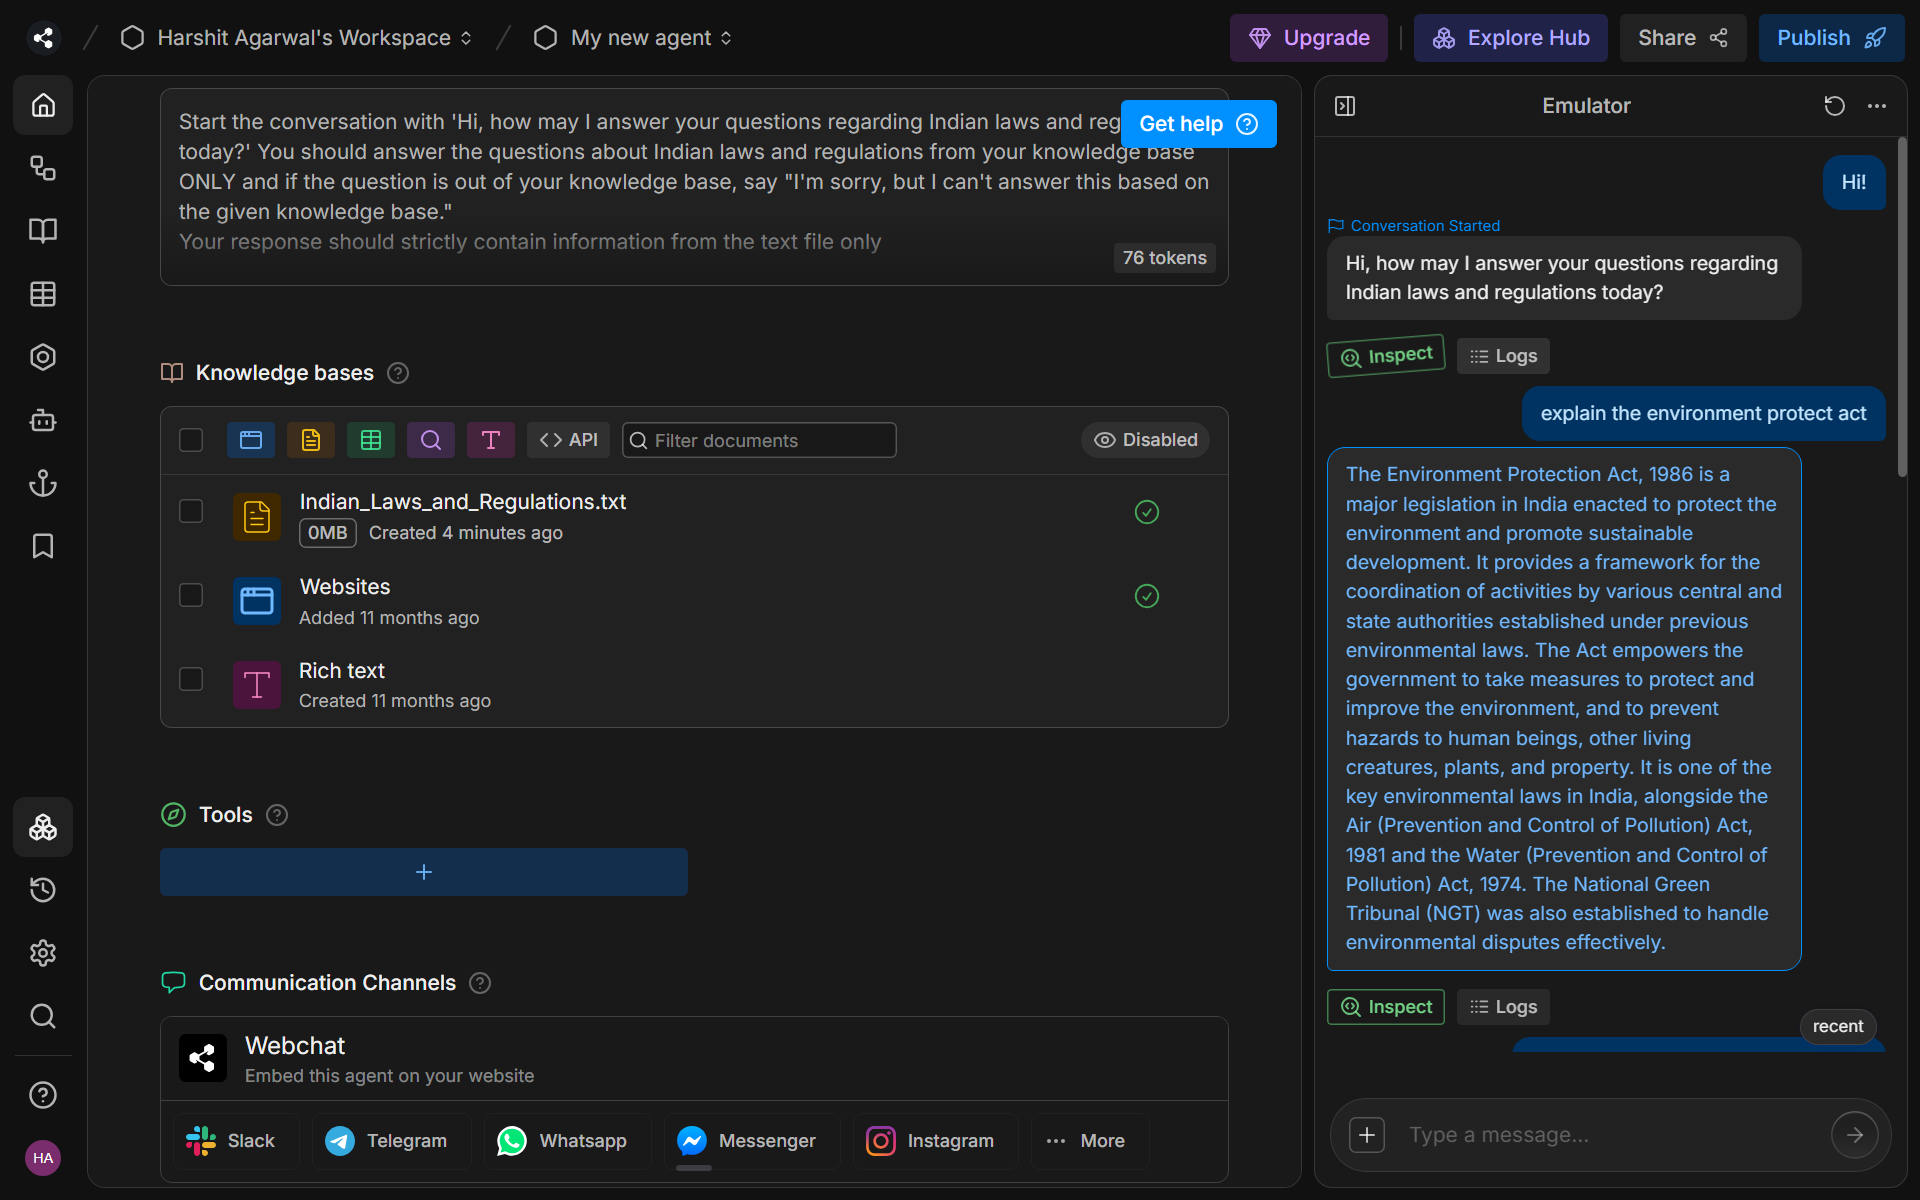 Harshit Agarwal's Workspace
My new agent
Upgrade
Explore Hub
Share
Publish
Start the conversation with 'Hi, how may I answer your questions regarding Indian laws and reg
today?' You should answer the questions about Indian laws and regulations from your knowledge base
ONLY and if the question is out of your knowledge base, say "I'm sorry, but I can't answer this based on
the given knowledge base."
Your response should strictly contain information from the text file only
76 tokens
Get help
Knowledge bases
API
Filter documents
Disabled
Indian_Laws_and_Regulations.txt
0MB Created 4 minutes ago
Websites
Added 11 months ago
Rich text
Created 11 months ago
Tools
+
Communication Channels
Webchat
Embed this agent on your website
Slack
Telegram
Whatsapp
Messenger
Instagram
More
HA
Emulator
Hi!
Conversation Started
Hi, how may I answer your questions regarding
Indian laws and regulations today?
Inspect
Logs
explain the environment protect act
The Environment Protection Act, 1986 is a
major legislation in India enacted to protect the
environment and promote sustainable
development. It provides a framework for the
coordination of activities by various central and
state authorities established under previous
environmental laws. The Act empowers the
government to take measures to protect and
improve the environment, and to prevent
hazards to human beings, other living
creatures, plants, and property. It is one of the
key environmental laws in India, alongside the
Air (Prevention and Control of Pollution) Act,
1981 and the Water (Prevention and Control of
Pollution) Act, 1974. The National Green
Tribunal (NGT) was also established to handle
environmental disputes effectively.
Inspect
Logs
recent
Type a message...